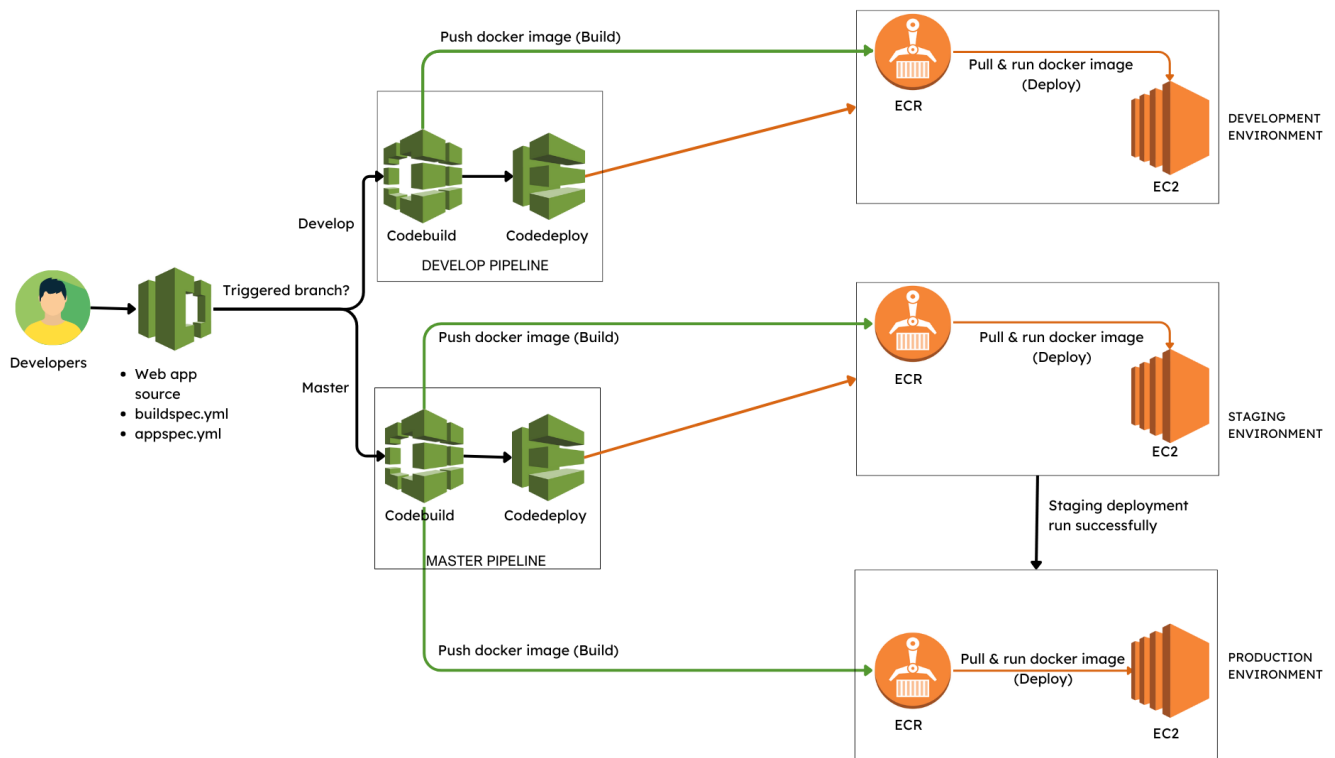 Push docker image (Build)
ECR
Pull & run docker image
(Deploy)
EC2
DEVELOPMENT
ENVIRONMENT
Develop
Codebuild
Codedeploy
DEVELOP PIPELINE
Developers
Triggered branch?
• Web app
source
• buildspec.yml
• appspec.yml
Master
Push docker image (Build)
ECR
Pull & run docker image
(Deploy)
EC2
STAGING
ENVIRONMENT
Codebuild
Codedeploy
MASTER PIPELINE
Staging deployment
run successfully
Push docker image (Build)
ECR
Pull & run docker image
(Deploy)
EC2
PRODUCTION
ENVIRONMENT